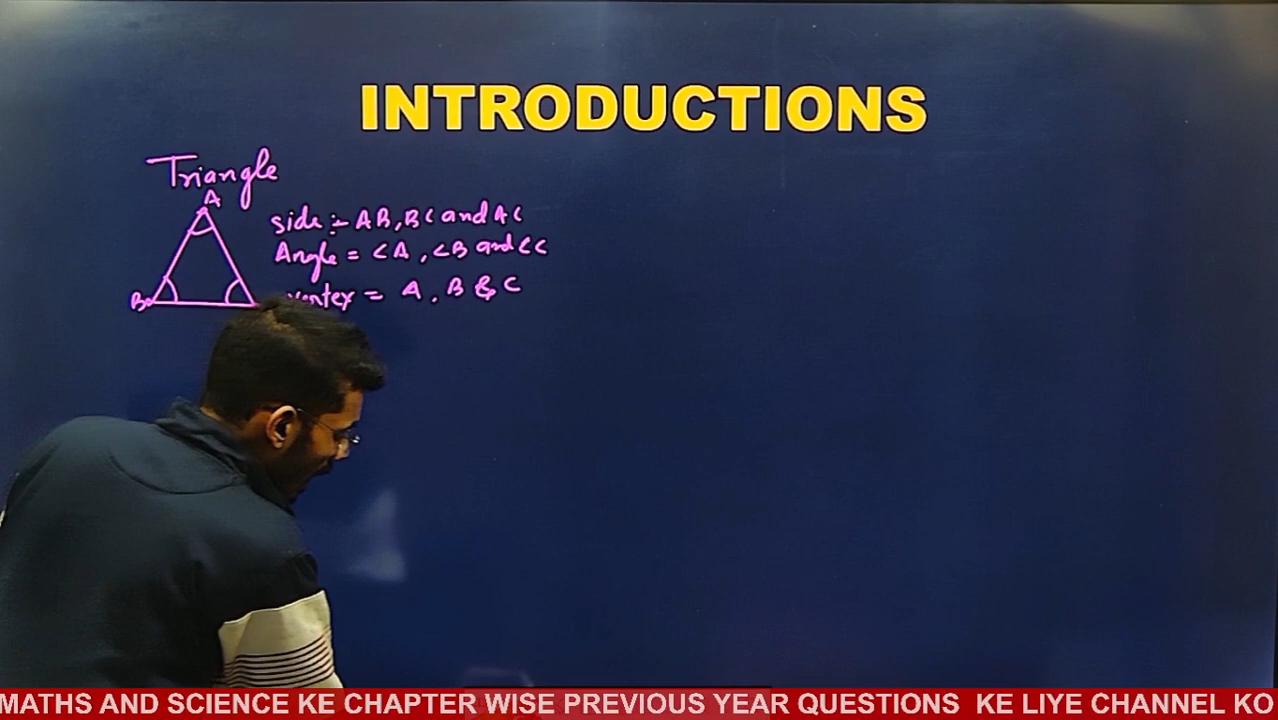 INTRODUCTIONS
Triangle
A
side :- AB, BC and AC
Angle = ∠A, ∠B and ∠C
B
= A, B & C
MATHS AND SCIENCE KE CHAPTER WISE PREVIOUS YEAR QUESTIONS KE LIYE CHANNEL KO